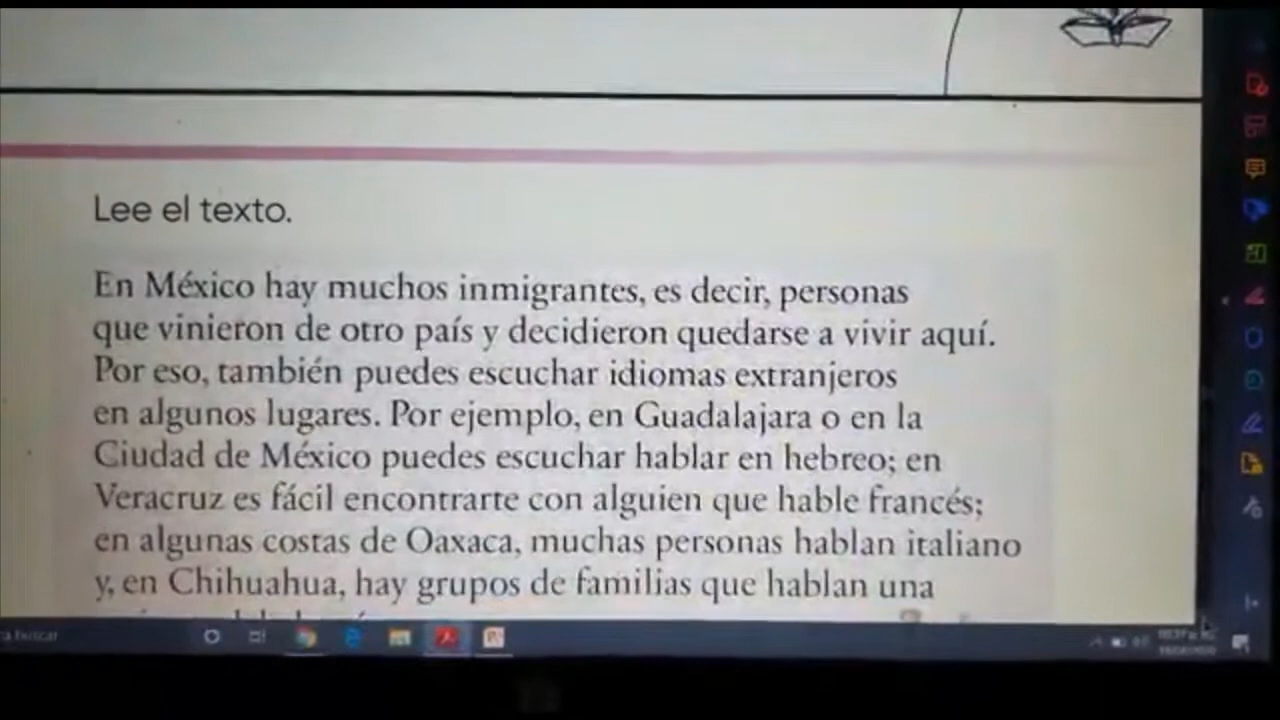 Lee el texto.
En México hay muchos inmigrantes, es decir, personas
que vinieron de otro país y decidieron quedarse a vivir aquí.
Por eso, también puedes escuchar idiomas extranjeros
en algunos lugares. Por ejemplo, en Guadalajara o en la
Ciudad de México puedes escuchar hablar en hebreo; en
Veracruz es fácil encontrarte con alguien que hable francés;
en algunas costas de Oaxaca, muchas personas hablan italiano
y, en Chihuahua, hay grupos de familias que hablan una